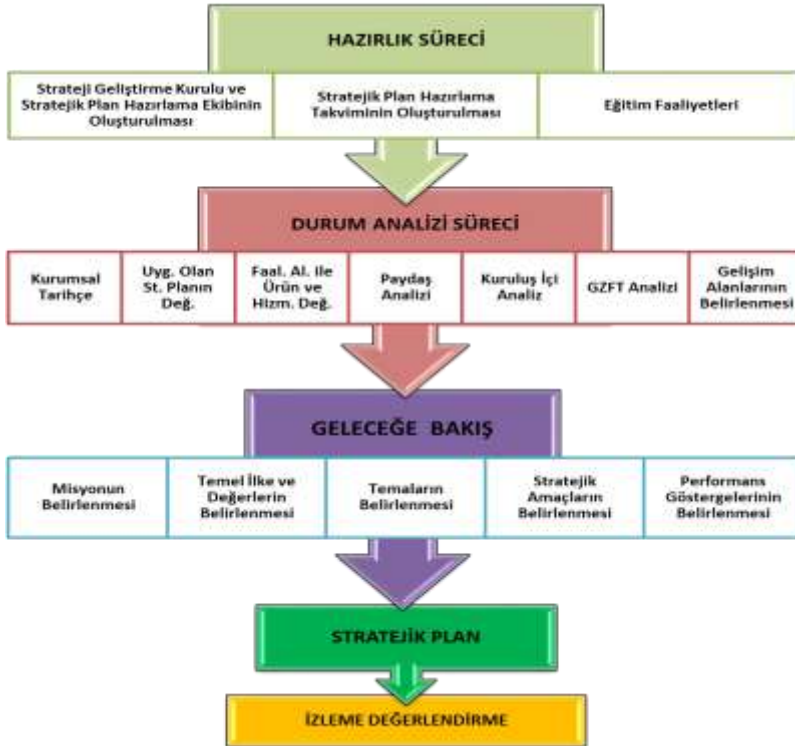 HAZIRLIK SÜRECİ
Strateji Geliştirme Kurulu ve
Stratejik Plan Hazırlama Ekibinin
Oluşturulması
Stratejik Plan Hazırlama
Takviminin Oluşturulması
Eğitim Faaliyetleri
DURUM ANALİZİ SÜRECİ
Kurumsal
Tarihçe
Uyg. Olan
St. Planın
Değ.
Faal. Al. ile
Ürün ve
Hizm. Değ.
Paydaş
Analizi
Kuruluş İçi
Analiz
GZFT Analizi
Gelişim
Alanlarının
Belirlenmesi
GELECEĞE BAKIŞ
Misyonun
Belirlenmesi
Temel İlke ve
Değerlerin
Belirlenmesi
Temaların
Belirlenmesi
Stratejik
Amaçların
Belirlenmesi
Performans
Göstergelerinin
Belirlenmesi
STRATEJİK PLAN
İZLEME DEĞERLENDİRME